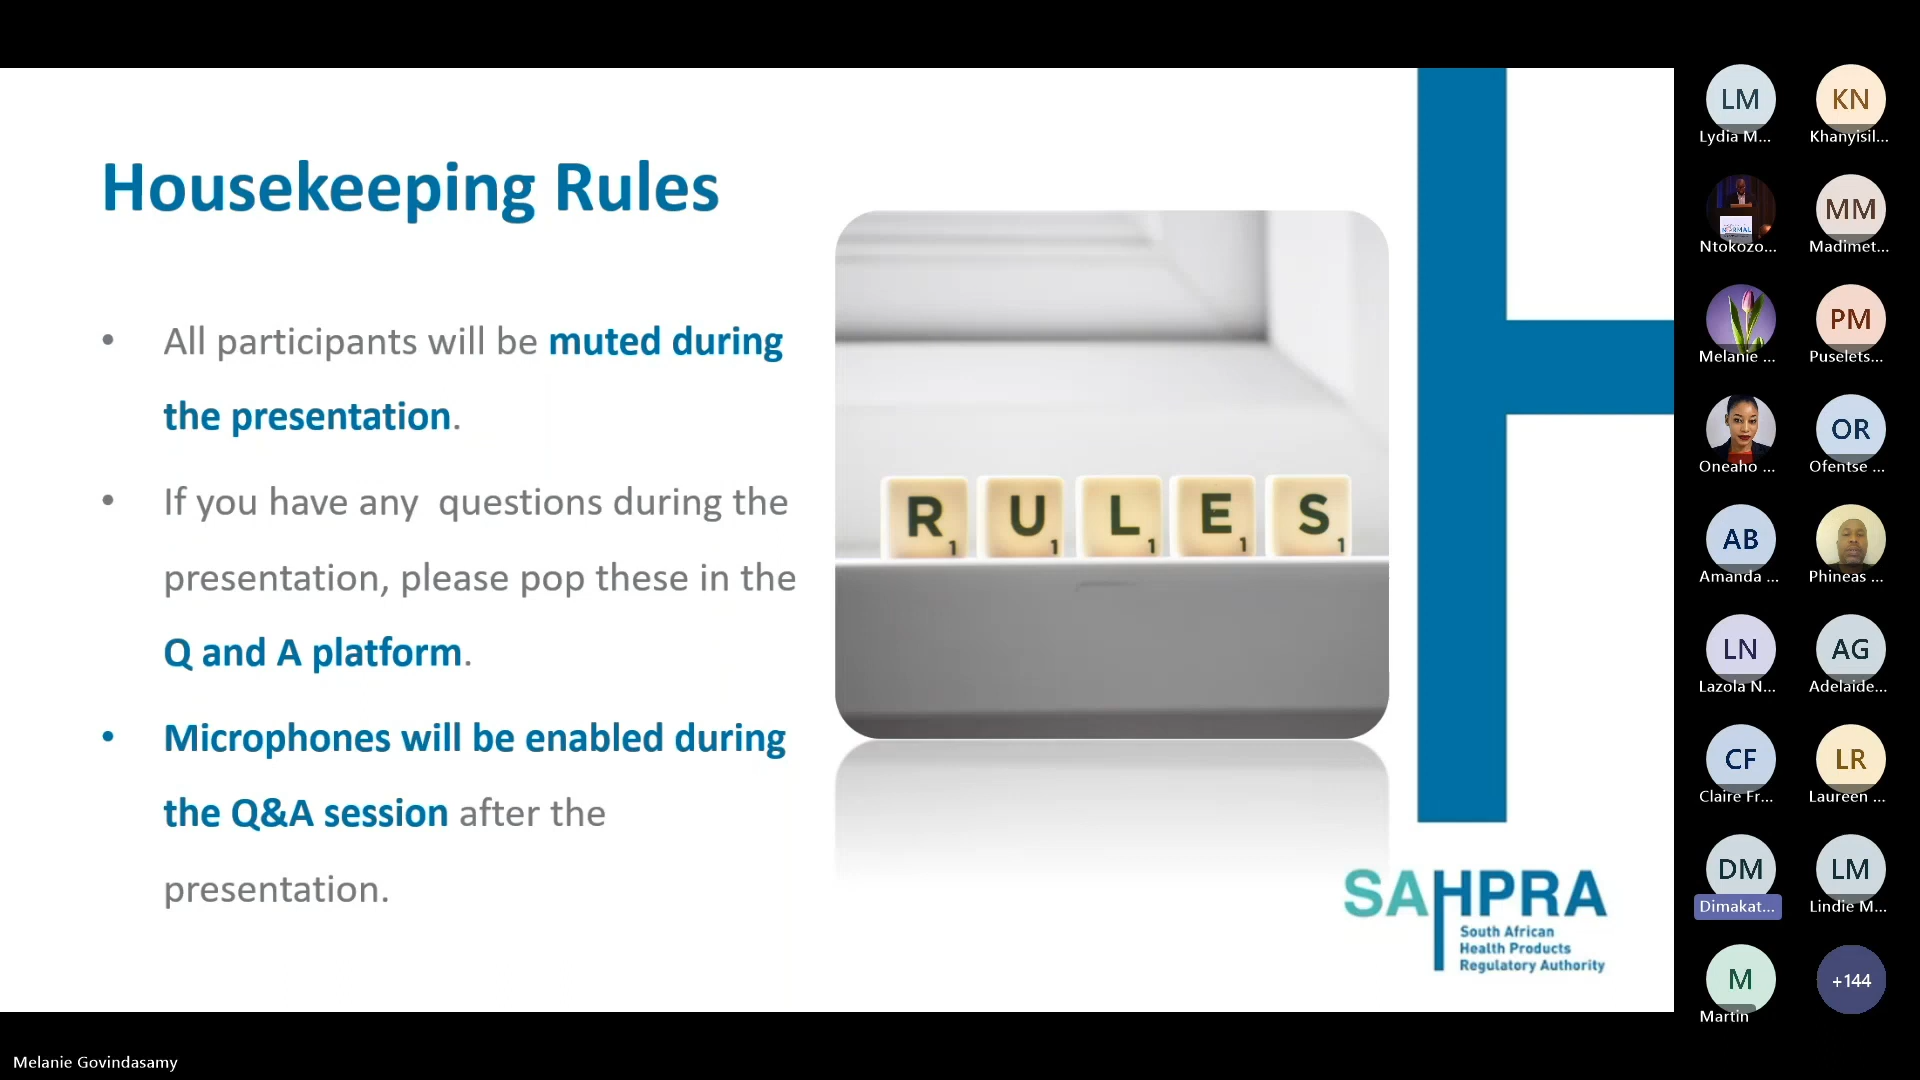 Housekeeping Rules
• All participants will be muted during
the presentation.
• If you have any  questions during the
presentation, please pop these in the
Q and A platform.
• Microphones will be enabled during
the Q&A session after the
presentation.
R1 U1 L1 E1 S1
SAHPRA
South African
Health Products
Regulatory Authority
LM
Lydia M...
KN
Khanyisil...
NORMAL
Ntokozo...
MM
Madimet...
Melanie ...
PM
Puselets...
Oneaho ...
OR
Ofentse ...
AB
Amanda ...
Phineas ...
LN
Lazola N...
AG
Adelaide...
CF
Claire Fr...
LR
Laureen ...
DM
Dimakat...
LM
Lindie M...
M
Martin
+144
Melanie Govindasamy